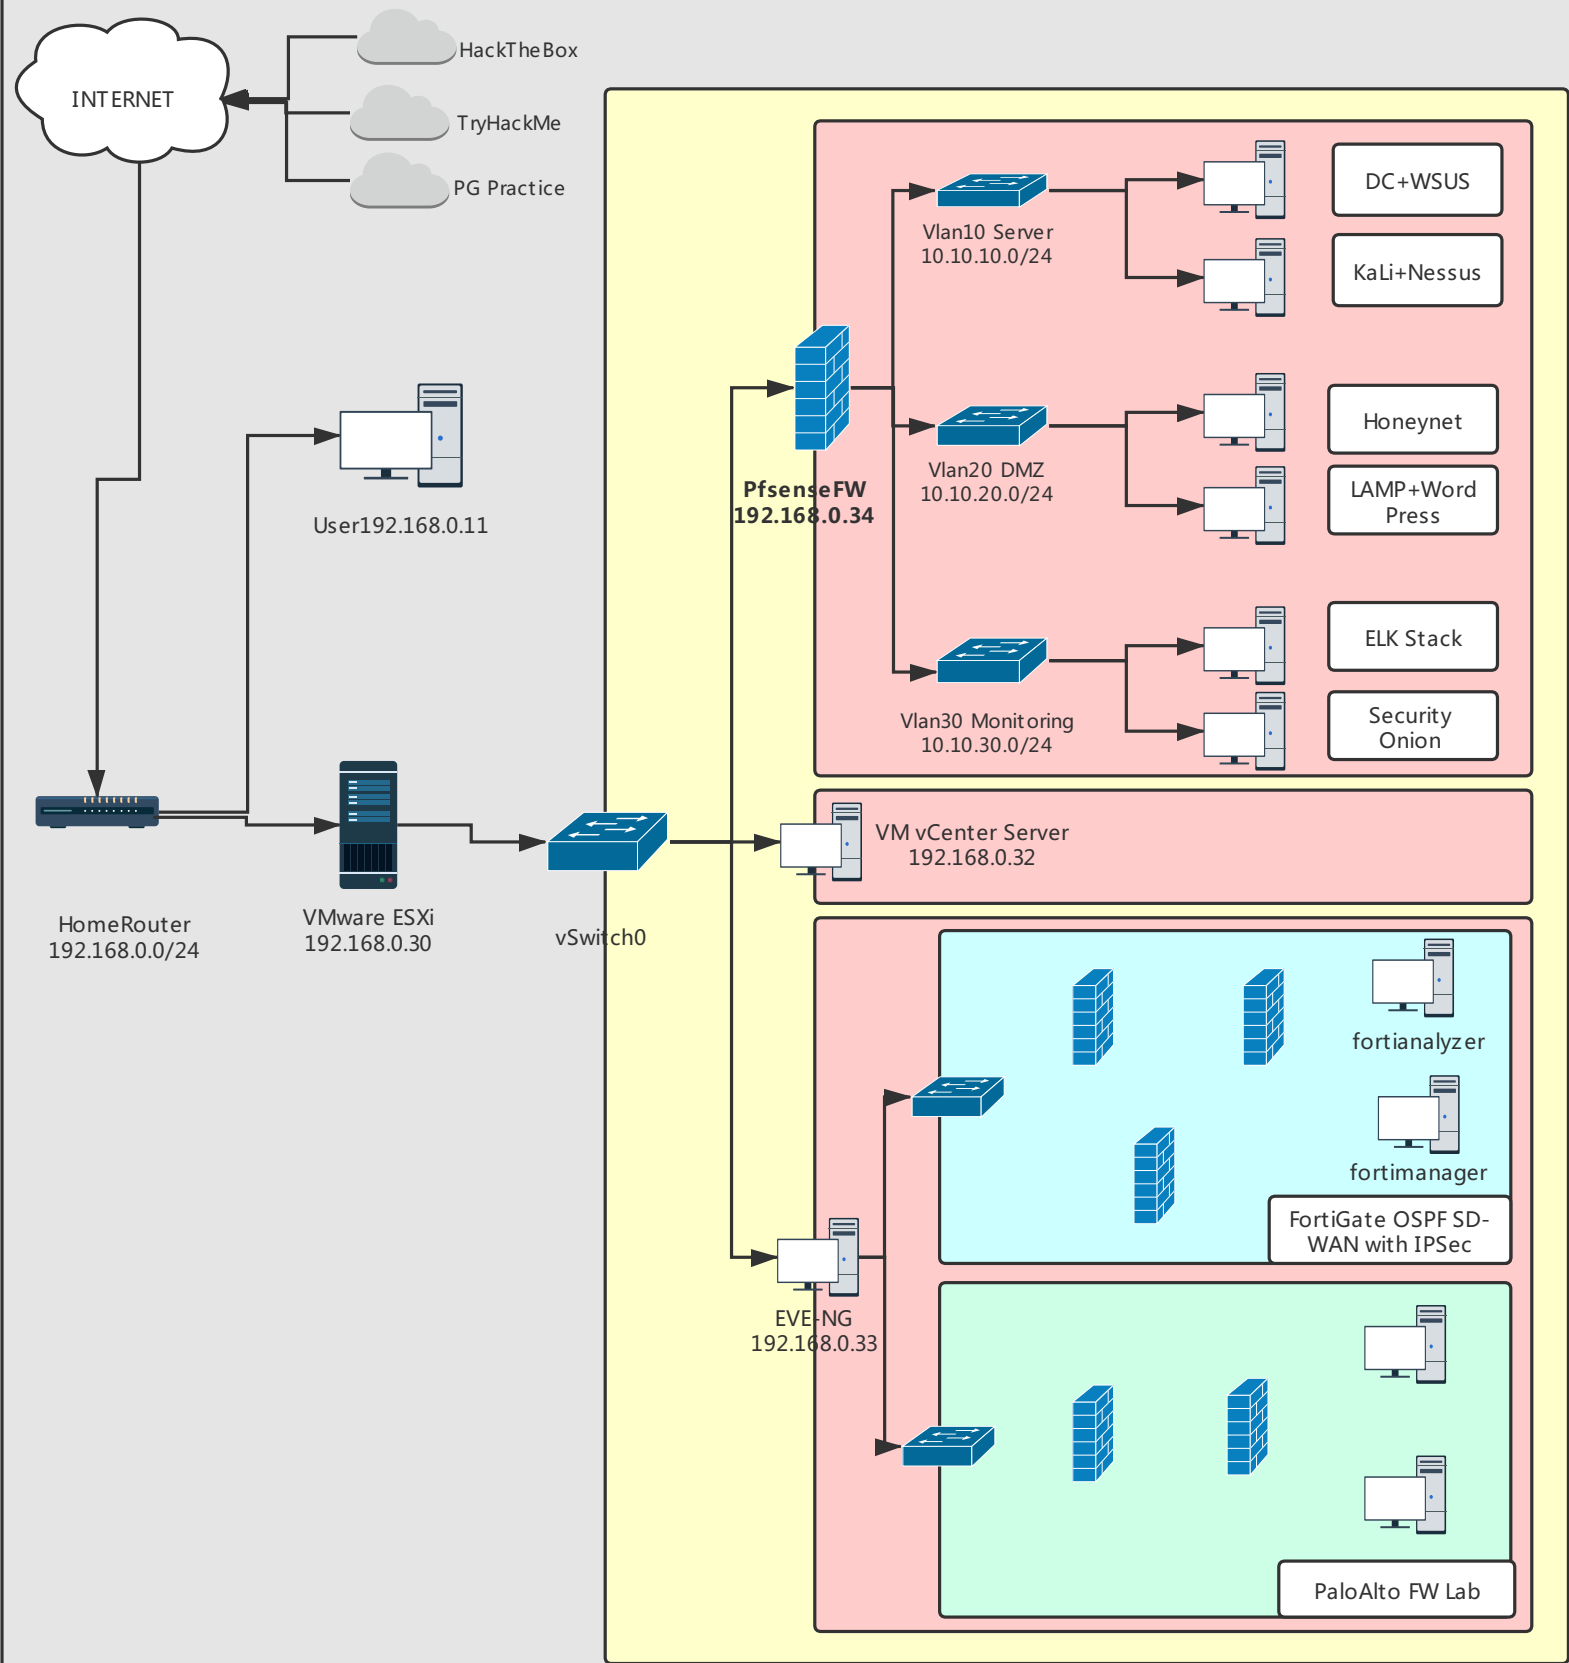 INTERNET
HackTheBox
TryHackMe
PG Practice
User192.168.0.11
HomeRouter
192.168.0.0/24
VMware ESXi
192.168.0.30
vSwitch0
PfsenseFW
192.168.0.34
Vlan10 Server
10.10.10.0/24
DC+WSUS
KaLi+Nessus
Vlan20 DMZ
10.10.20.0/24
Honeynet
LAMP+Word
Press
Vlan30 Monitoring
10.10.30.0/24
ELK Stack
Security
Onion
VM vCenter Server
192.168.0.32
EVE-NG
192.168.0.33
fortianalyzer
fortimanager
FortiGate OSPF SD-
WAN with IPSec
PaloAlto FW Lab